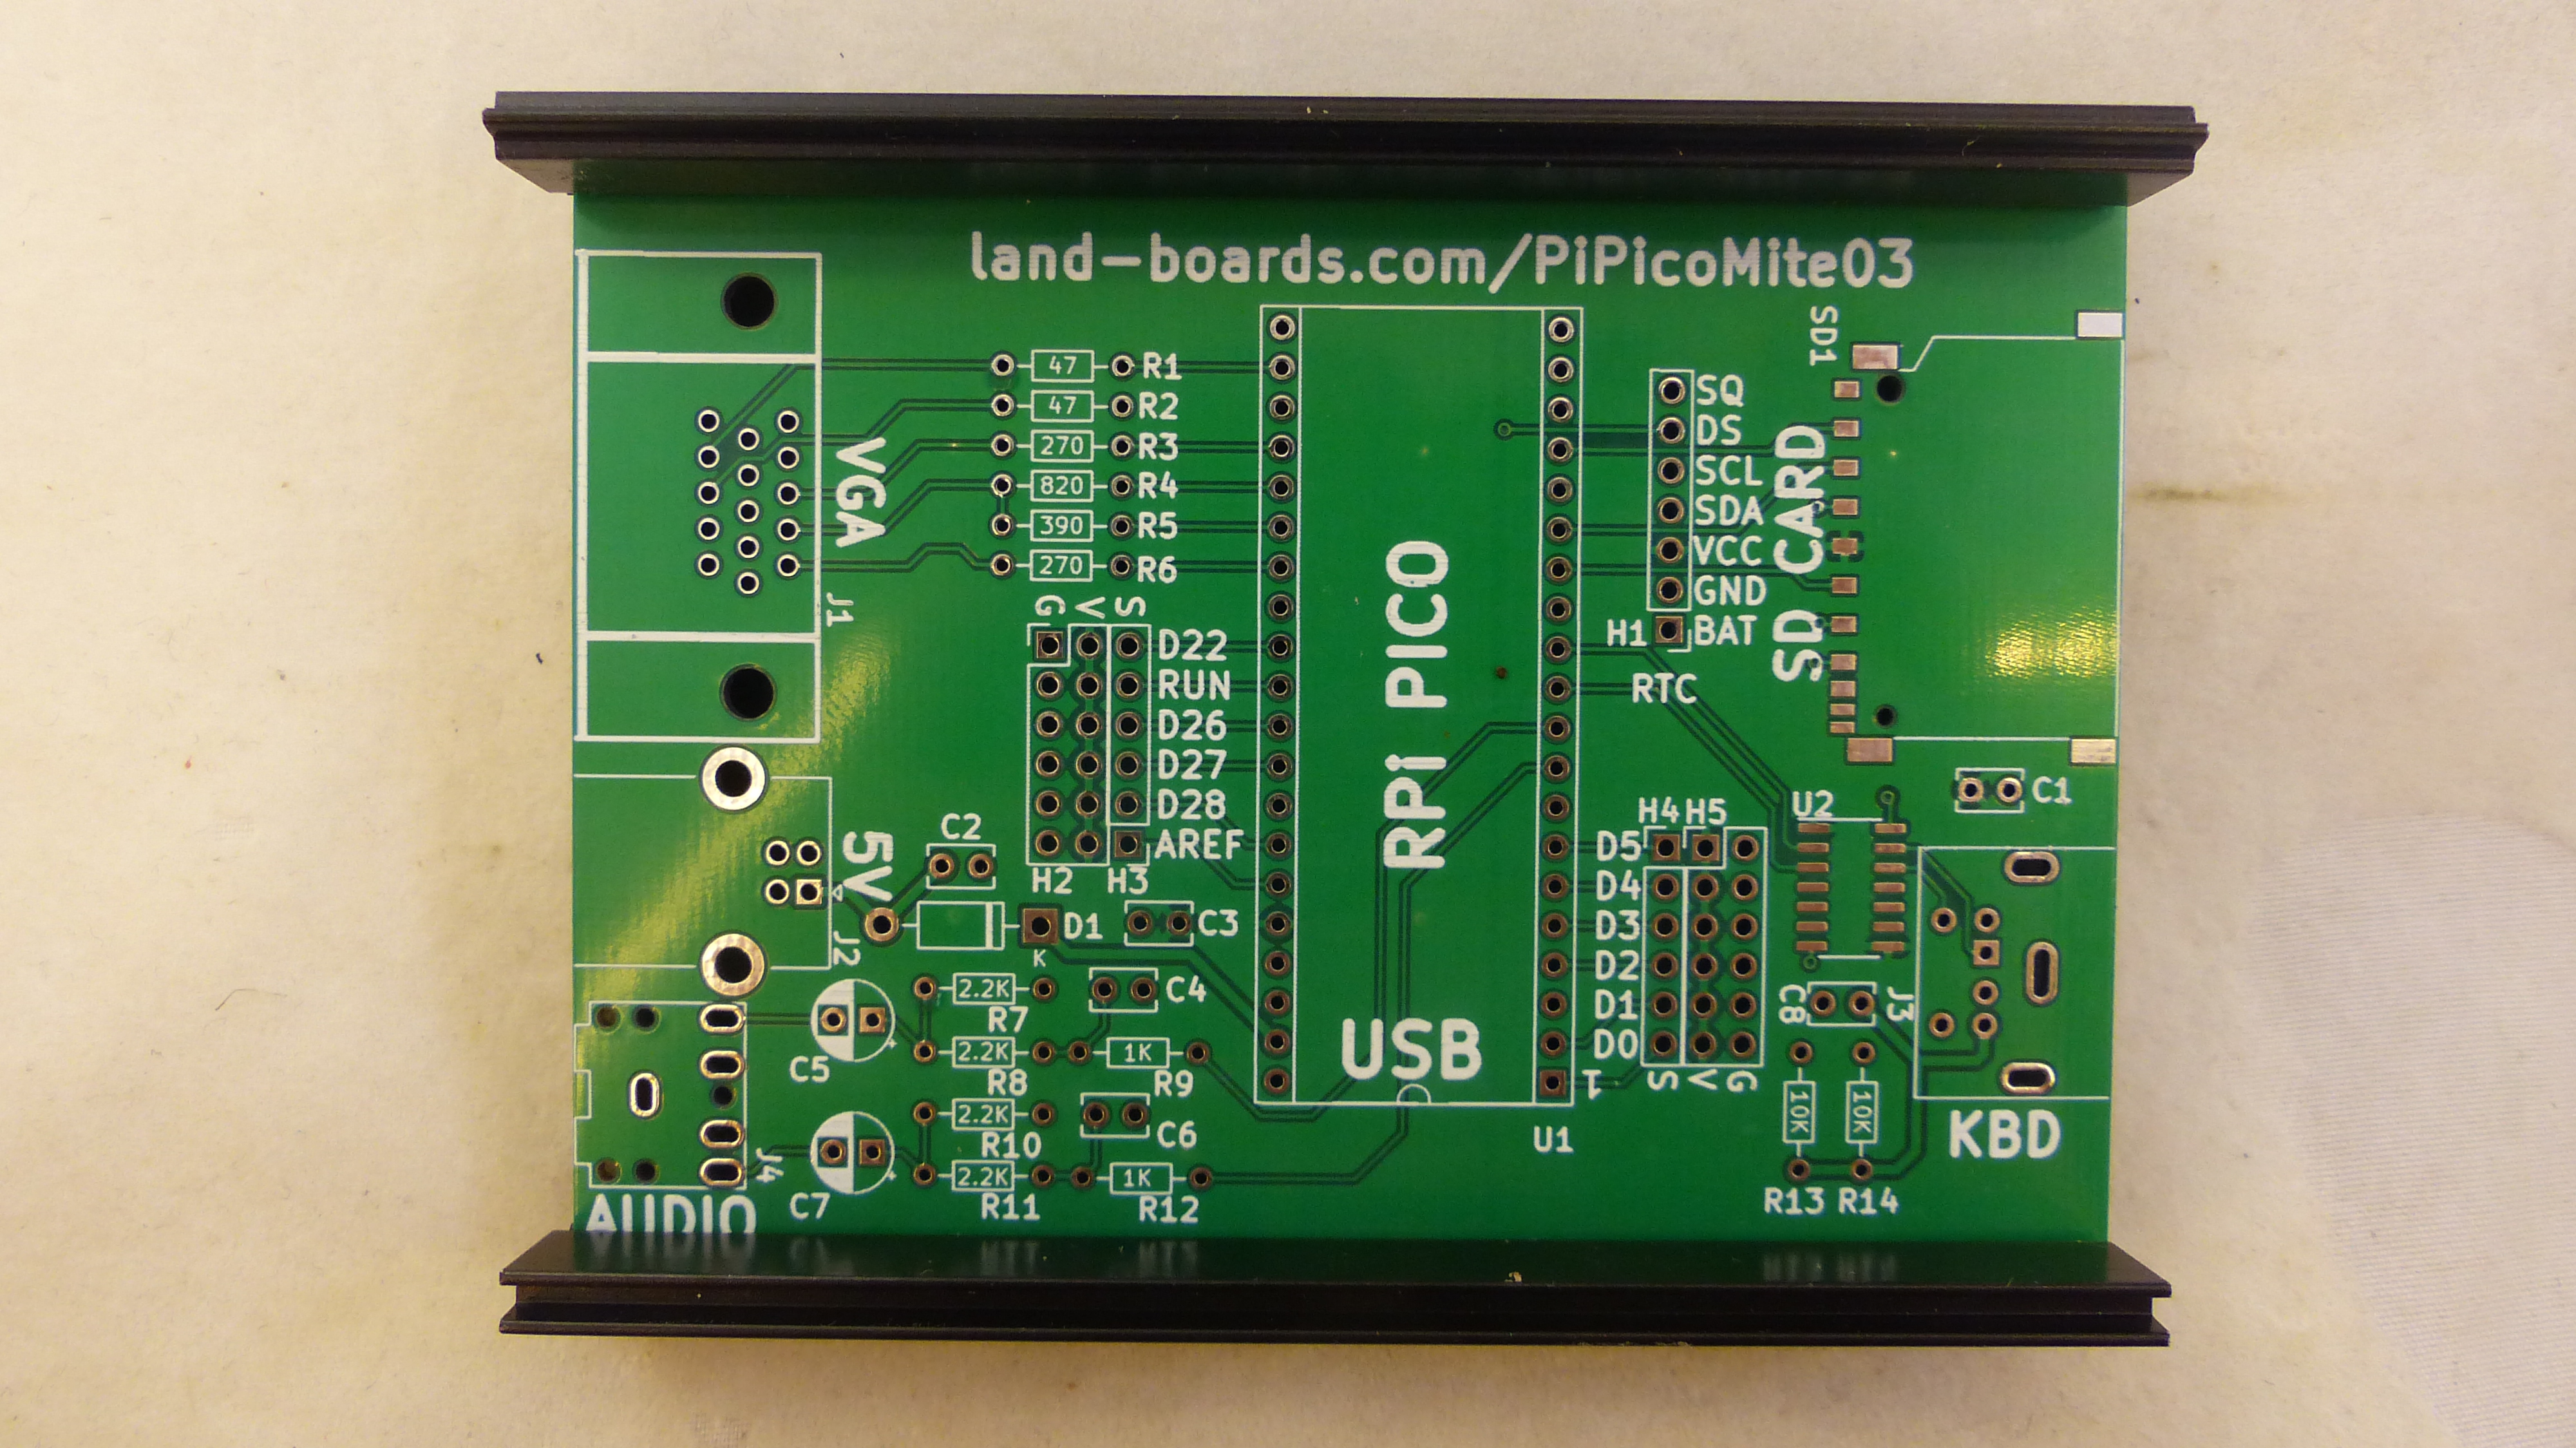 land-boards.com/PiPicoMite03
47 R1
47 R2
270 R3
820 R4
390 R5
270 R6
VGA
J1
G V S
D22
RUN
D26
D27
D28
AREF
H2 H3
5V
J2
C2
D1
K
C3
C4
2.2K
R7
2.2K
R8
1K
R9
C5
2.2K
R10
C6
2.2K
R11
1K
R12
C7
J4
AUDIO
RPi PICO
USB
U1
1
SD1
SD CARD
SQ
DS
SCL
SDA
VCC
GND
H1 BAT
RTC
C1
U2
H4 H5
D5
D4
D3
D2
D1
D0
S V G
C8
J3
10K
10K
R13 R14
KBD